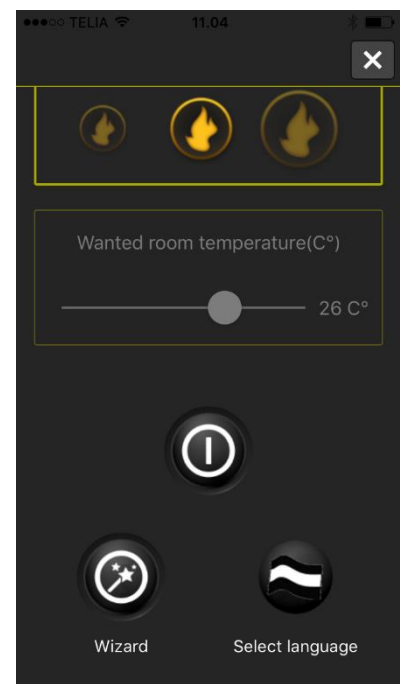 TELIA 11.04
Wanted room temperature(C°)
26 C°
Wizard
Select language